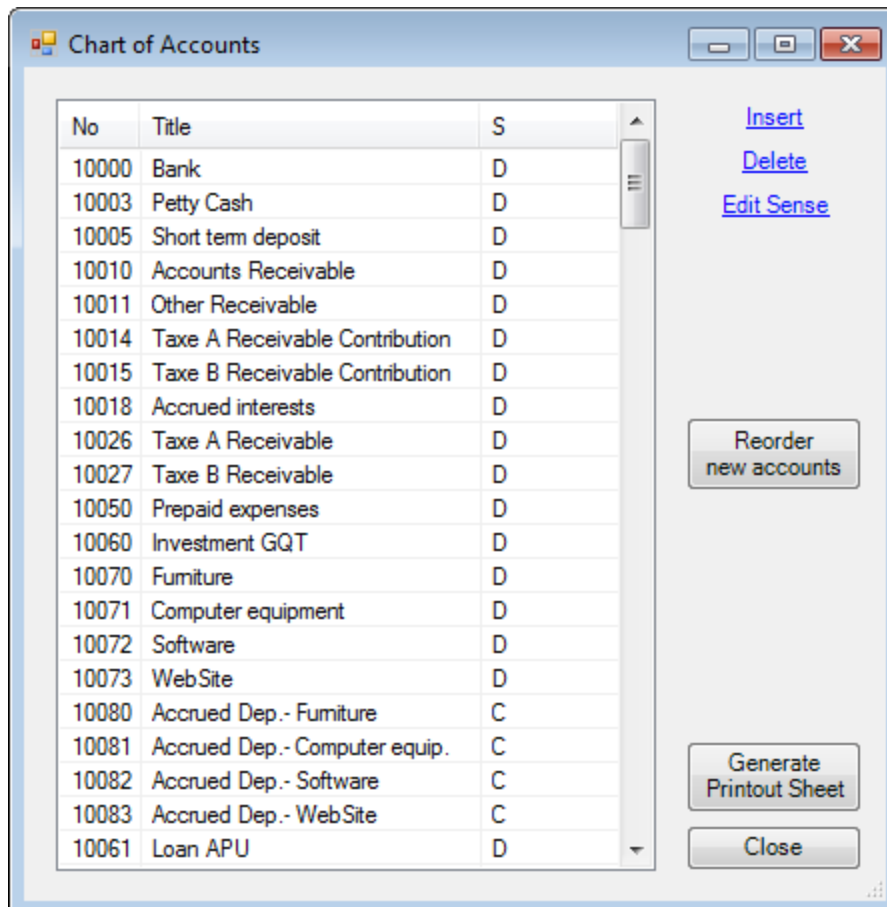 Chart of Accounts
No Title S
10000 Bank D
10003 Petty Cash D
10005 Short term deposit D
10010 Accounts Receivable D
10011 Other Receivable D
10014 Taxe A Receivable Contribution D
10015 Taxe B Receivable Contribution D
10018 Accrued interests D
10026 Taxe A Receivable D
10027 Taxe B Receivable D
10050 Prepaid expenses D
10060 Investment GQT D
10070 Furniture D
10071 Computer equipment D
10072 Software D
10073 WebSite D
10080 Accrued Dep.- Furniture C
10081 Accrued Dep.- Computer equip. C
10082 Accrued Dep.- Software C
10083 Accrued Dep.- WebSite C
10061 Loan APU D
Insert
Delete
Edit Sense
Reorder
new accounts
Generate
Printout Sheet
Close